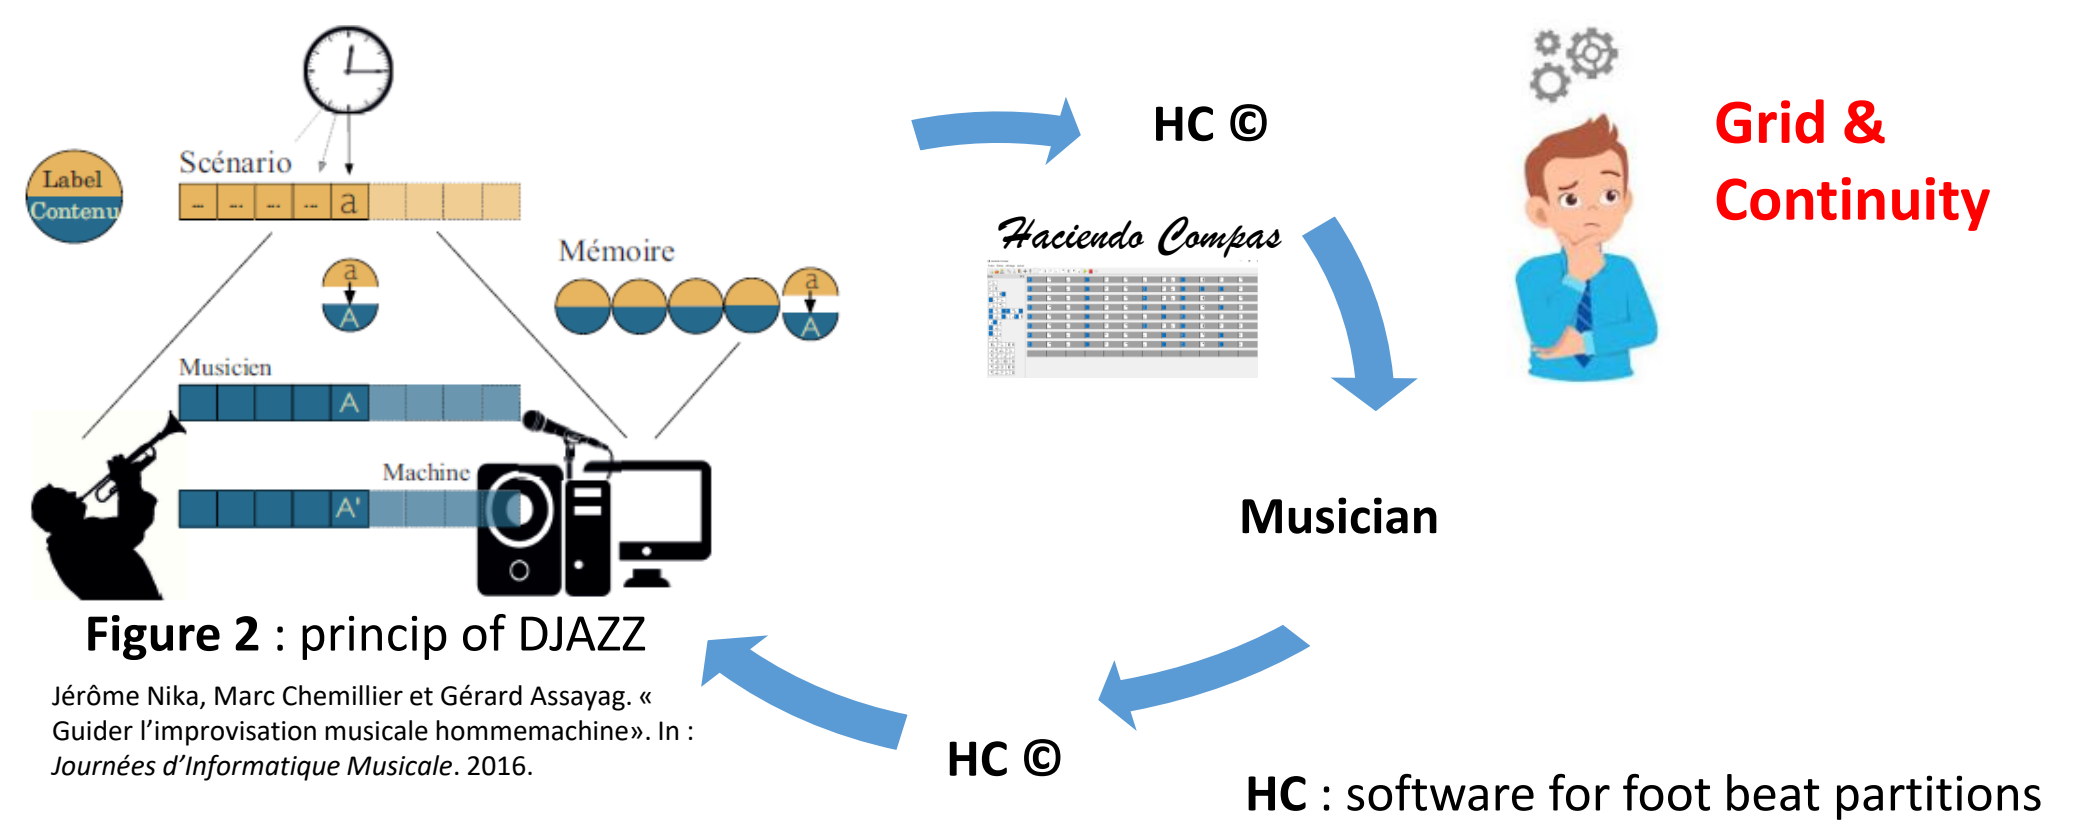 Label
Contenu
Scénario
... ... ... ... a
a
A
Mémoire
a
A
Musicien
A
Machine
A'
Figure 2 : princip of DJAZZ
Jérôme Nika, Marc Chemillier et Gérard Assayag. «
Guider l’improvisation musicale hommemachine». In :
Journées d’Informatique Musicale. 2016.
HC ©
Haciendo Compas
Musician
HC ©
Grid &
Continuity
HC : software for foot beat partitions